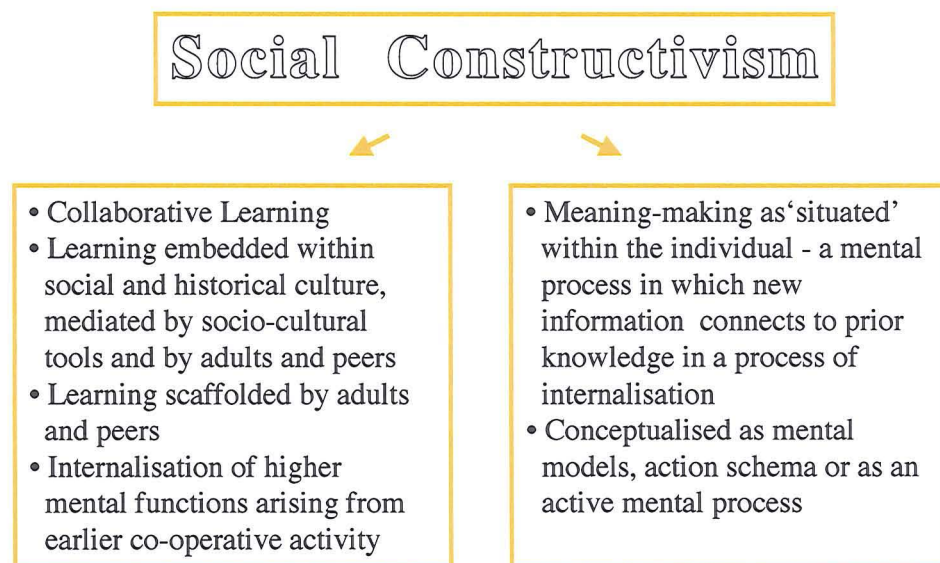 Social Constructivism
• Collaborative Learning
• Learning embedded within
social and historical culture,
mediated by socio-cultural
tools and by adults and peers
• Learning scaffolded by adults
and peers
• Internalisation of higher
mental functions arising from
earlier co-operative activity
• Meaning-making as‘situated’
within the individual - a mental
process in which new
information connects to prior
knowledge in a process of
internalisation
• Conceptualised as mental
models, action schema or as an
active mental process